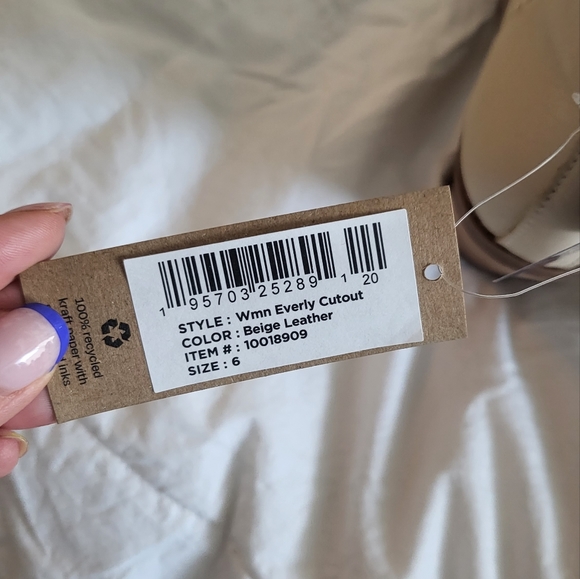 1 95703 25289 1 20
STYLE : Wmn Everly Cutout
COLOR : Beige Leather
ITEM # : 10018909
SIZE : 6
100% recycled
kraft paper with
inks